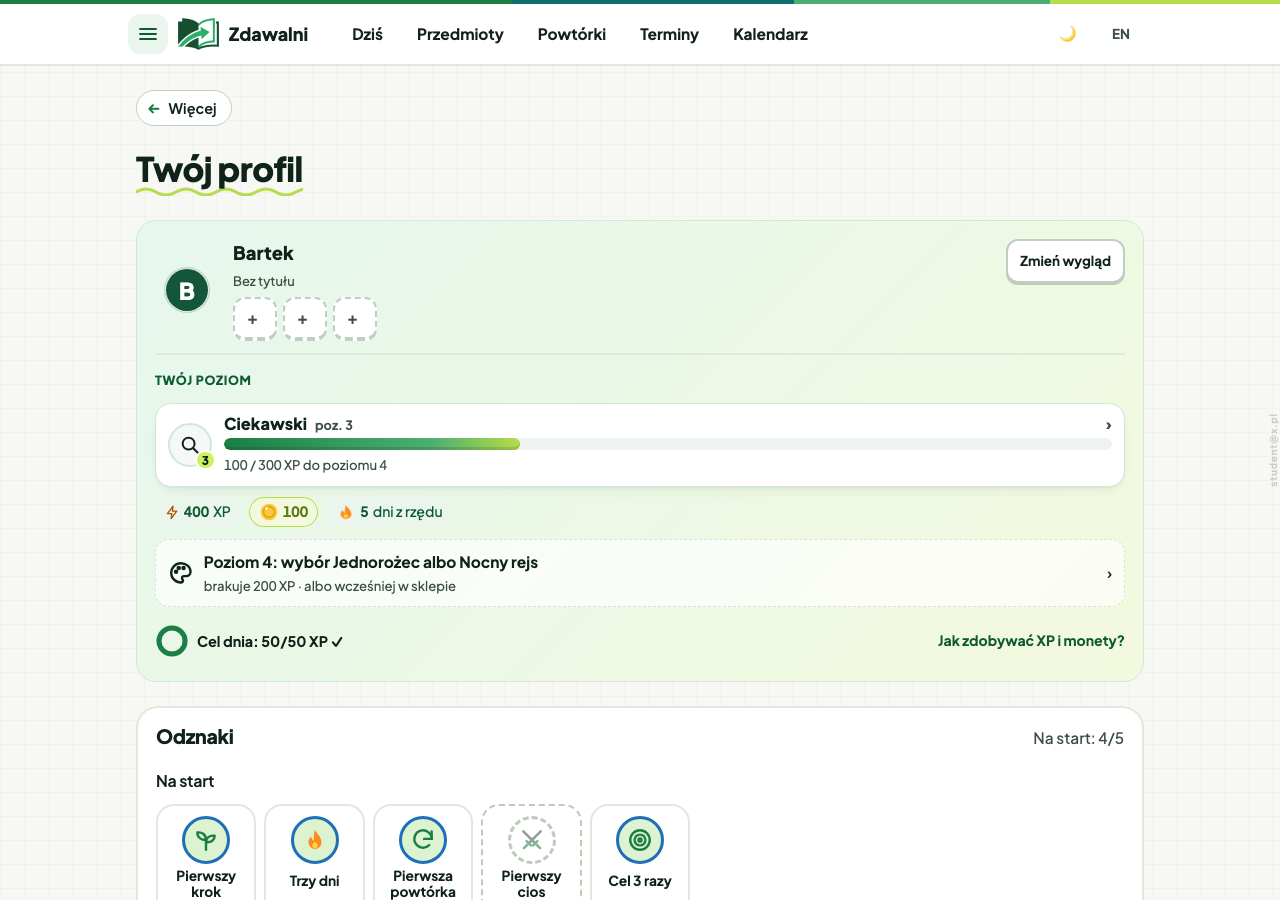 Zdawalni
Dziś
Przedmioty
Powtórki
Terminy
Kalendarz
EN
← Więcej
Twój profil
B
Bartek
Bez tytułu
+ + +
Zmień wygląd
TWÓJ POZIOM
3
Ciekawski poz. 3 ›
100 / 300 XP do poziomu 4
400 XP
100
5 dni z rzędu
Poziom 4: wybór Jednorożec albo Nocny rejs
brakuje 200 XP · albo wcześniej w sklepie
›
Cel dnia: 50/50 XP ✓
Jak zdobywać XP i monety?
student@x.pl
Odznaki
Na start: 4/5
Na start
Pierwszy
krok
Trzy dni
Pierwsza
powtórka
Pierwszy
cios
Cel 3 razy